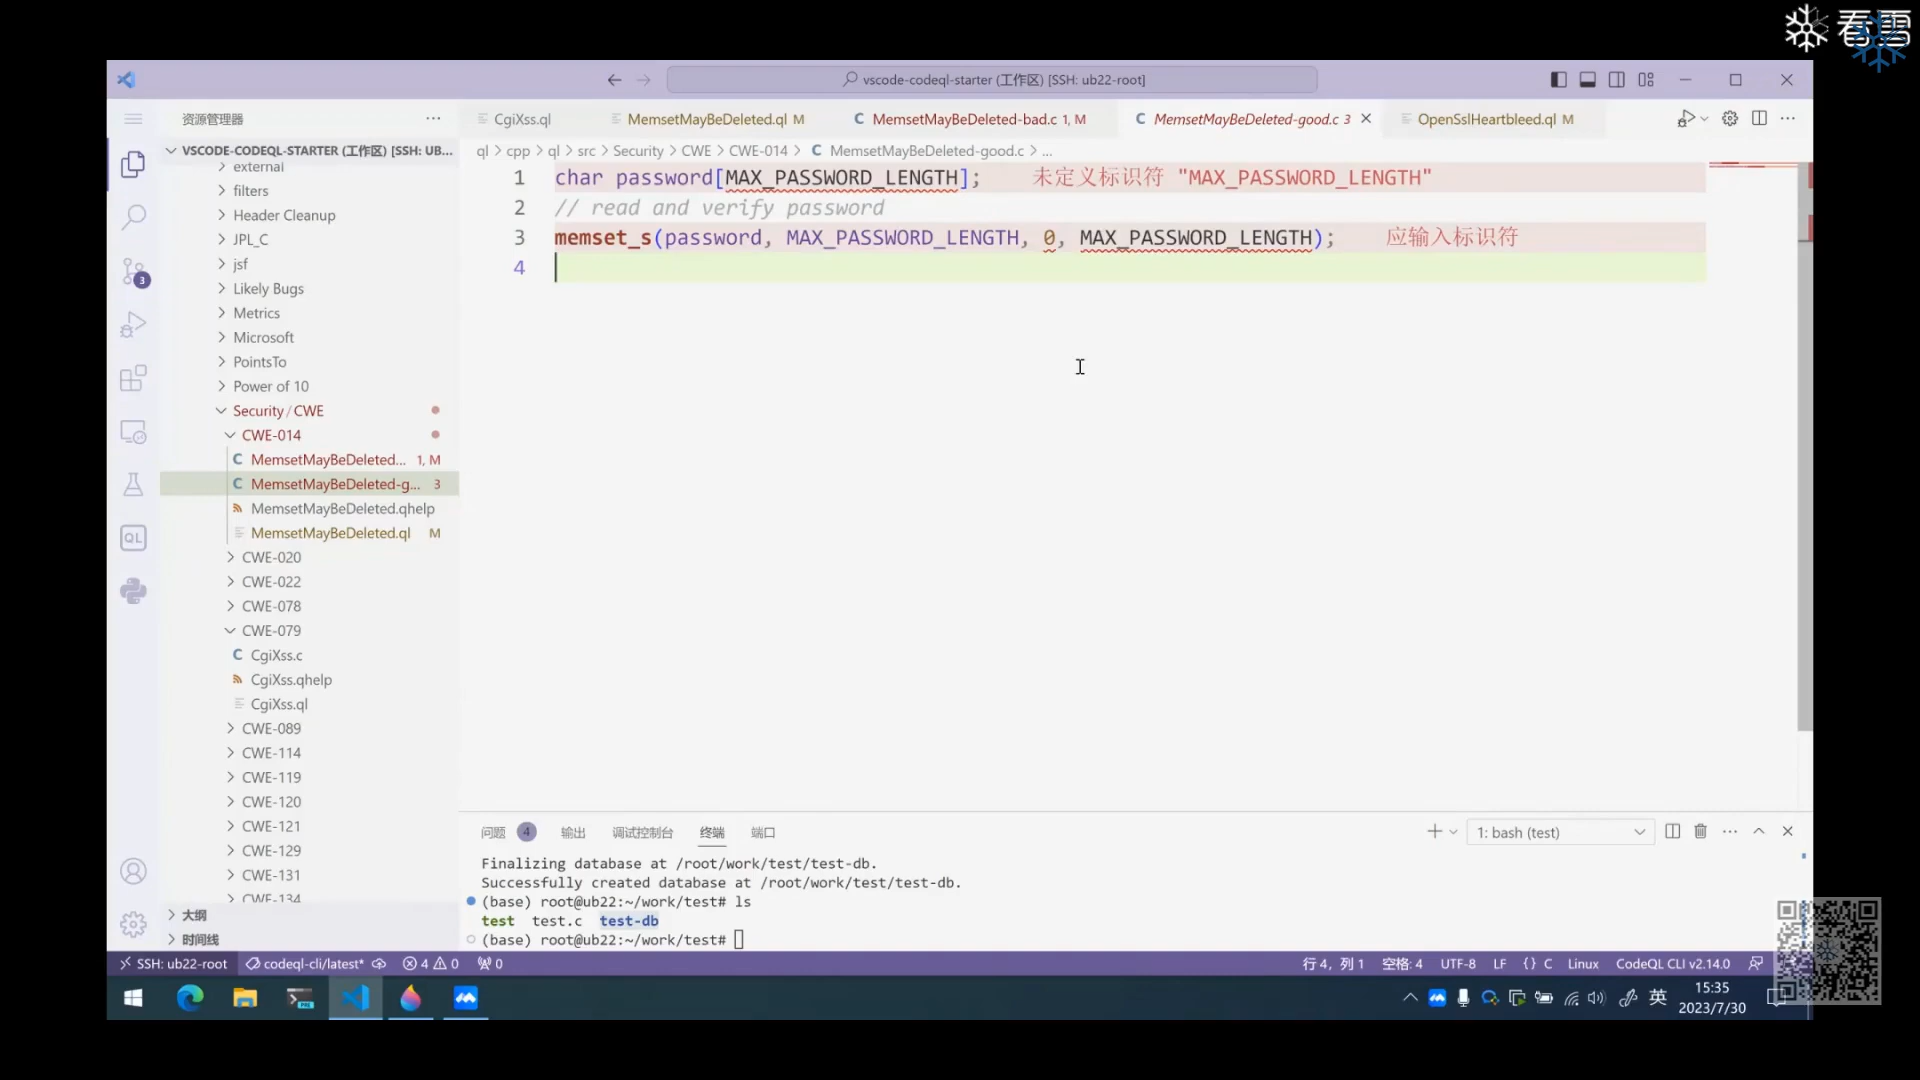 看雪
vscode-codeql-starter (工作区) [SSH: ub22-root]
资源管理器
CgiXss.ql
MemsetMayBeDeleted.ql M
C MemsetMayBeDeleted-bad.c 1, M
C MemsetMayBeDeleted-good.c 3
OpenSslHeartbleed.ql M
VSCODE-CODEQL-STARTER (工作区) [SSH: UB...
ql > cpp > ql > src > Security > CWE > CWE-014 > C MemsetMayBeDeleted-good.c > ...
external
filters
Header Cleanup
JPL_C
jsf
Likely Bugs
Metrics
Microsoft
PointsTo
Power of 10
Security / CWE
CWE-014
C MemsetMayBeDeleted... 1, M
C MemsetMayBeDeleted-g... 3
MemsetMayBeDeleted.qhelp
MemsetMayBeDeleted.ql M
CWE-020
CWE-022
CWE-078
CWE-079
C CgiXss.c
CgiXss.qhelp
CgiXss.ql
CWE-089
CWE-114
CWE-119
CWE-120
CWE-121
CWE-129
CWE-131
CWE-134
大纲
时间线
3
QL
1 char password[MAX_PASSWORD_LENGTH]; 未定义标识符 "MAX_PASSWORD_LENGTH"
2 // read and verify password
3 memset_s(password, MAX_PASSWORD_LENGTH, 0, MAX_PASSWORD_LENGTH); 应输入标识符
4
问题 4 输出 调试控制台 终端 端口
1: bash (test)
Finalizing database at /root/work/test/test-db.
Successfully created database at /root/work/test/test-db.
(base) root@ub22:~/work/test# ls
test test.c test-db
(base) root@ub22:~/work/test#
SSH: ub22-root codeql-cli/latest* 4 0 0
行 4，列 1 空格: 4 UTF-8 LF {} C Linux CodeQL CLI v2.14.0
英
15:35
2023/7/30